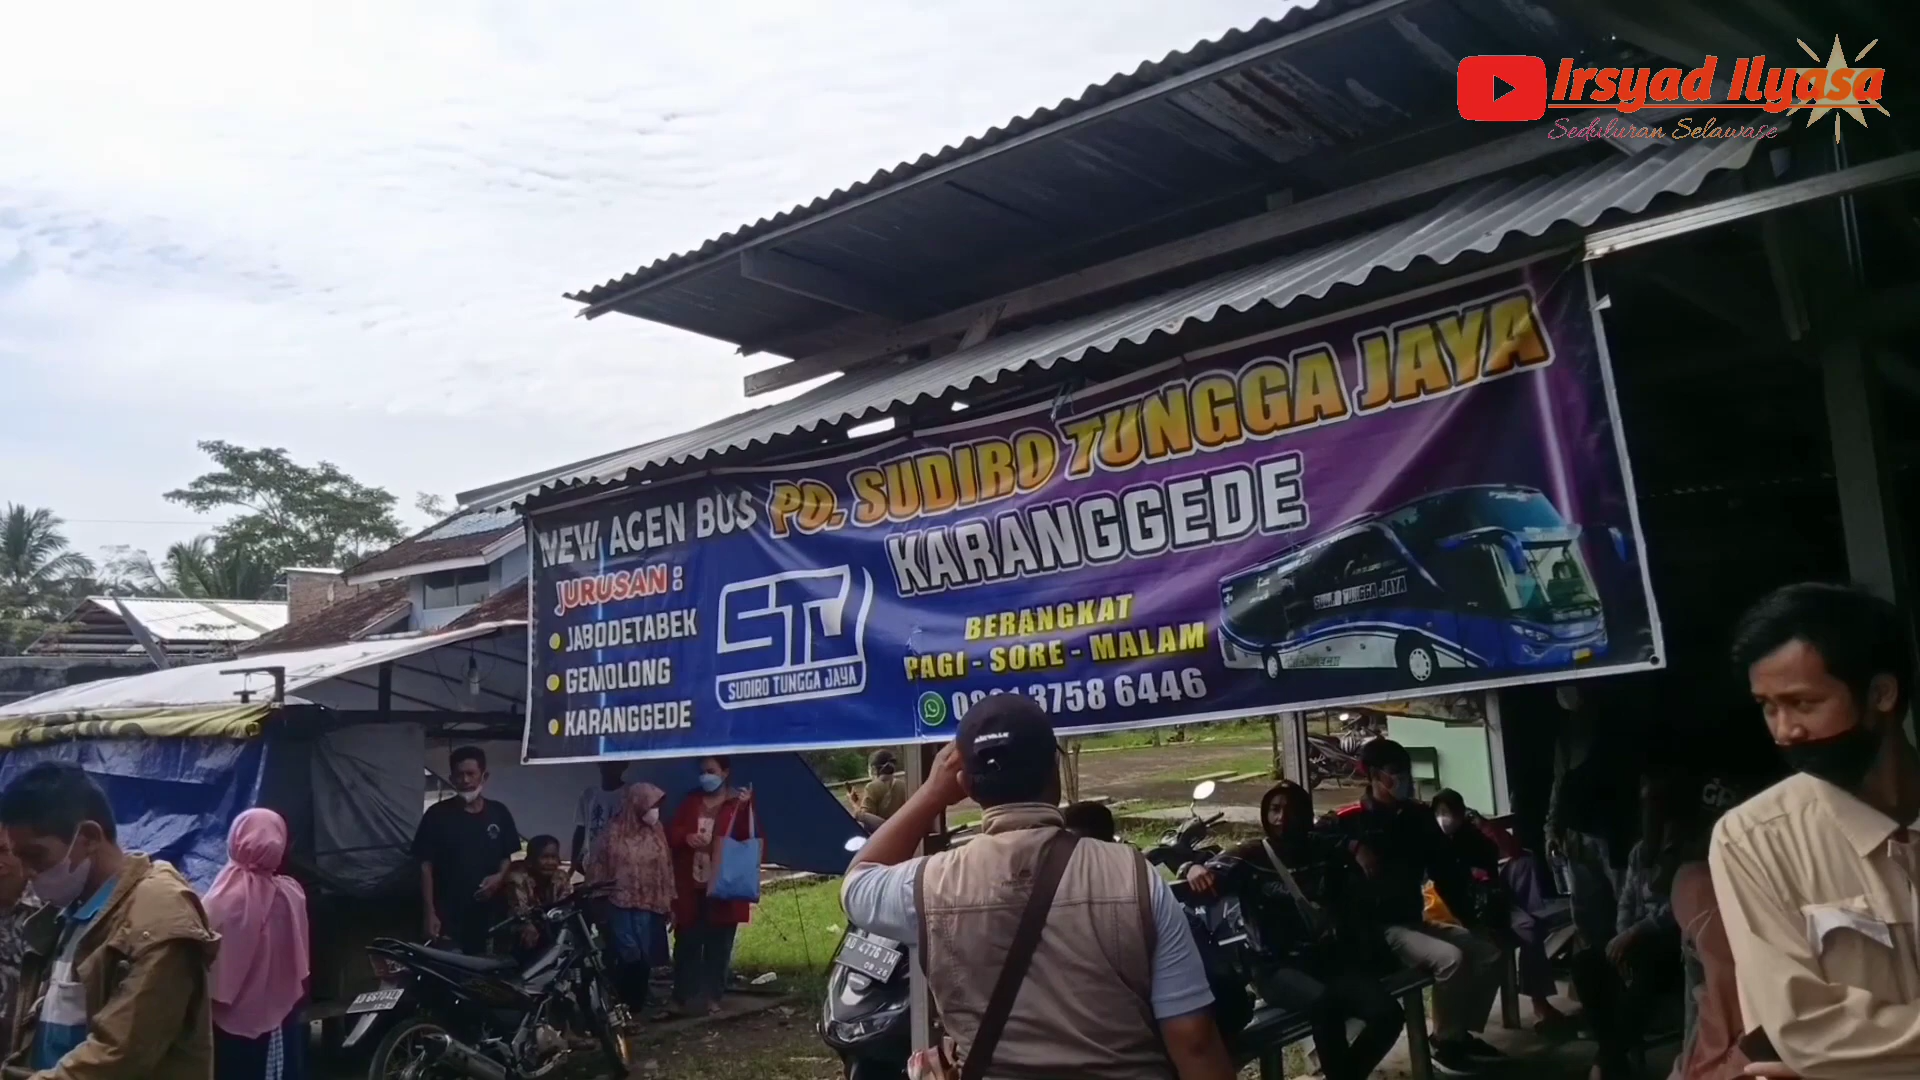 Irsyad Ilyasa
Seduluran Selawase
NEW AGEN BUS PD. SUDIRO TUNGGA JAYA
KARANGGEDE
JURUSAN :
JABODETABEK
GEMOLONG
KARANGGEDE
STJ
SUDIRO TUNGGA JAYA
BERANGKAT
PAGI - SORE - MALAM
3758 6446
SUDIRO TUNGGA JAYA